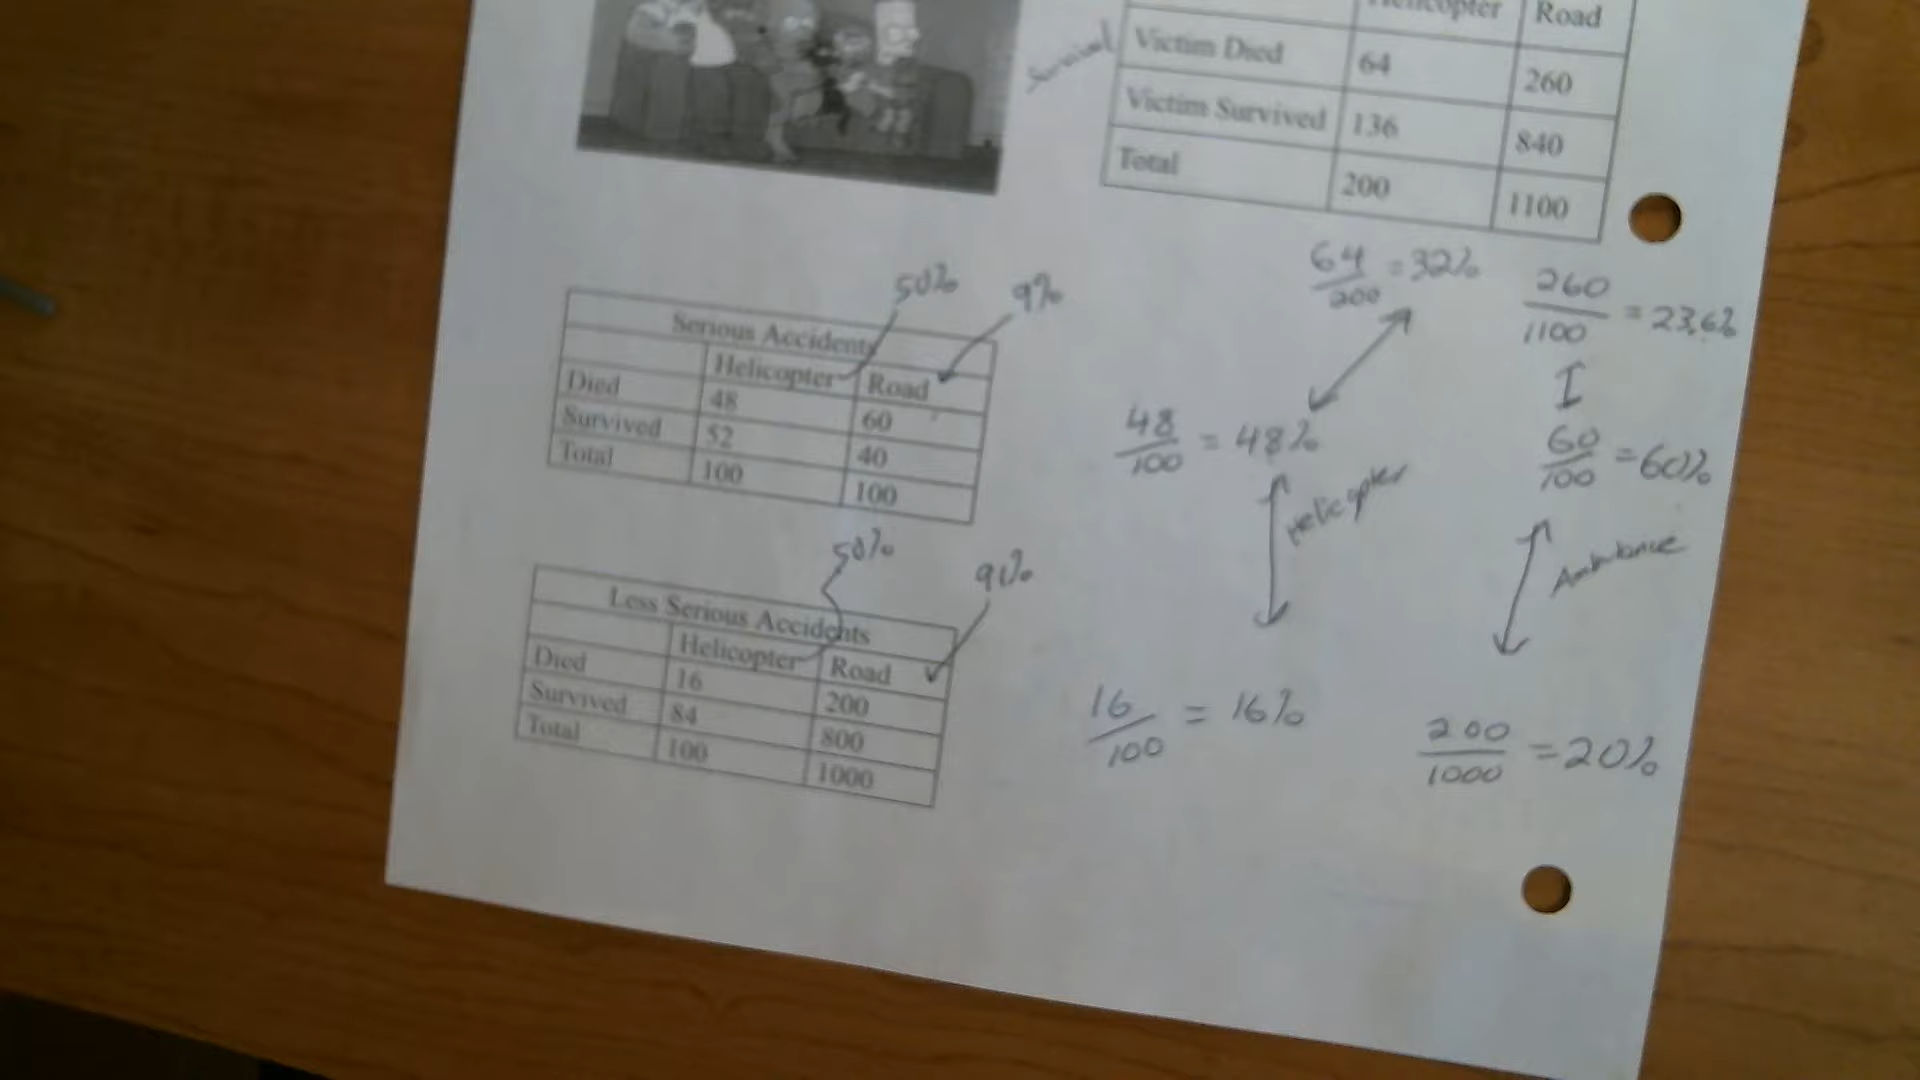 Helicopter Road
Survival
Victim Died 64 260
Victim Survived 136 840
Total 200 1100
64/200 = 32%
260/1100 = 23.6%
50% 9%
Serious Accidents
Helicopter Road
Died 48 60
Survived 52 40
Total 100 100
48/100 = 48%
60/100 = 60%
Helicopter
Ambulance
50% 91%
Less Serious Accidents
Helicopter Road
Died 16 200
Survived 84 800
Total 100 1000
16/100 = 16%
200/1000 = 20%